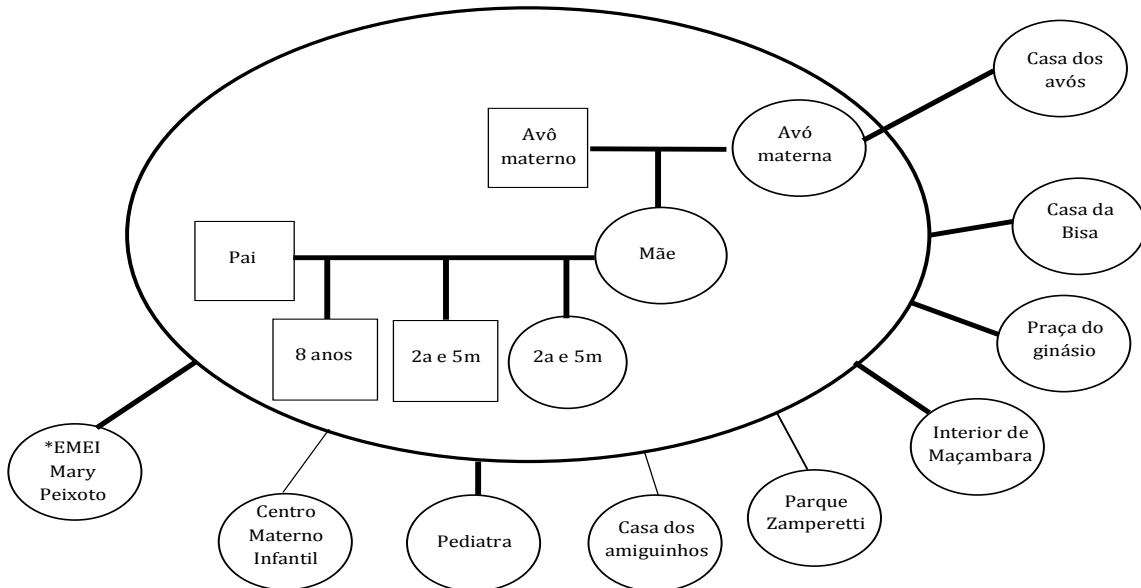 Casa dos
avós
Avô
materno
Avó
materna
Casa da
Bisa
Pai
Mãe
Praça do
ginásio
8 anos
2a e 5m
2a e 5m
Interior de
Maçambara
*EMEI
Mary
Peixoto
Centro
Materno
Infantil
Pediatra
Casa dos
amiguinhos
Parque
Zamperetti